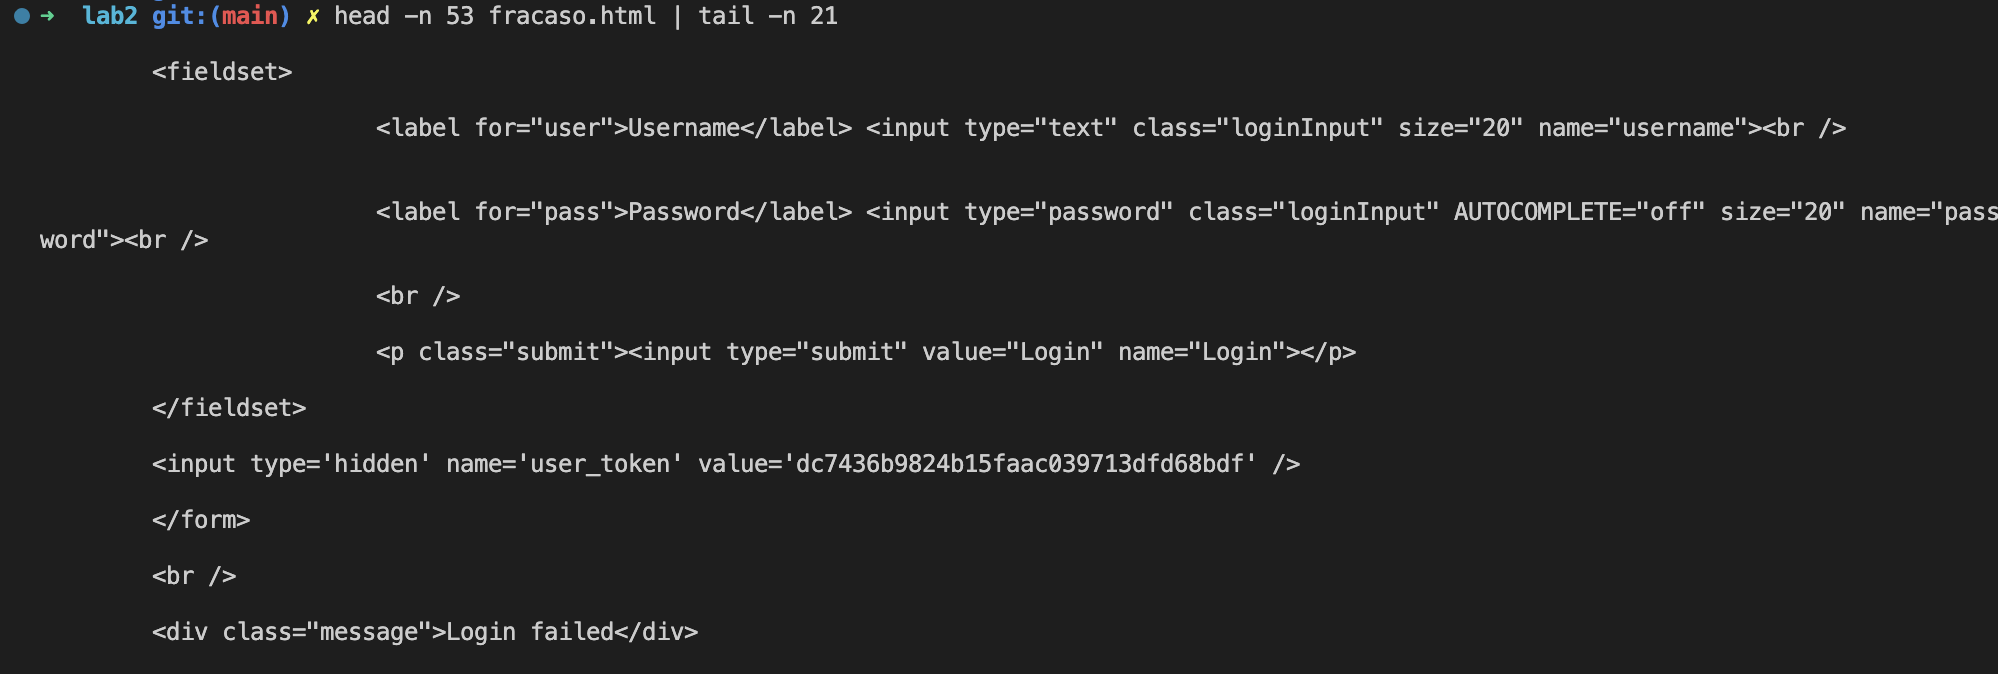 ➜ lab2 git:(main) ✗ head -n 53 fracaso.html | tail -n 21
<fieldset>
<label for="user">Username</label> <input type="text" class="loginInput" size="20" name="username"><br />
<label for="pass">Password</label> <input type="password" class="loginInput" AUTOCOMPLETE="off" size="20" name="pass
word"><br />
<br />
<p class="submit"><input type="submit" value="Login" name="Login"></p>
</fieldset>
<input type='hidden' name='user_token' value='dc7436b9824b15faac039713dfd68bdf' />
</form>
<br />
<div class="message">Login failed</div>